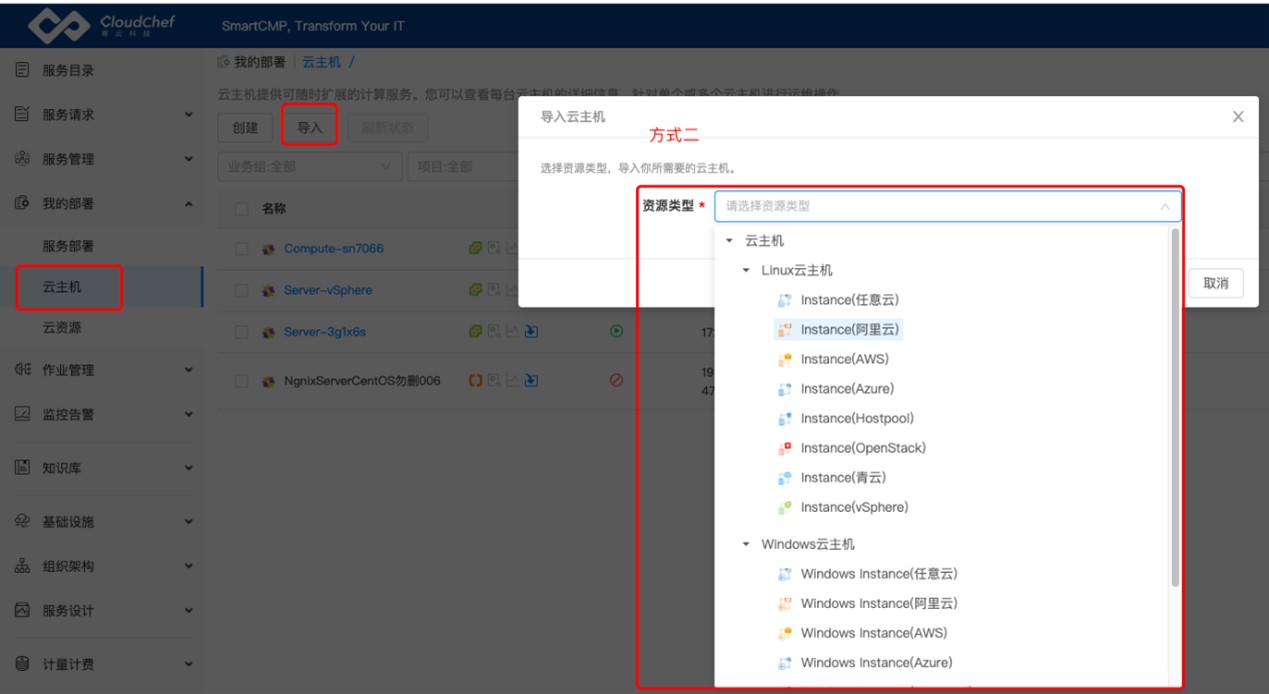 CloudChef
骞云科技
SmartCMP, Transform Your IT
服务目录
服务请求
服务管理
我的部署
服务部署
云主机
云资源
作业管理
监控告警
知识库
基础设施
组织架构
服务设计
计量计费
我的部署 云主机 /
云主机提供可随时扩展的计算服务。您可以查看每台云主机的详细信息，针对单个或多个云主机进行运维操作
创建 导入 刷新状态
业务组:全部 项目:全部
名称
Compute-sn7066
Server-vSphere
Server-3g1x6s
17
NgnixServerCentOS勿删006
19
47
导入云主机
方式二
选择资源类型，导入你所需要的云主机。
资源类型 * 请选择资源类型
云主机
Linux云主机
Instance(任意云)
Instance(阿里云)
Instance(AWS)
Instance(Azure)
Instance(Hostpool)
Instance(OpenStack)
Instance(青云)
Instance(vSphere)
Windows云主机
Windows Instance(任意云)
Windows Instance(阿里云)
Windows Instance(AWS)
Windows Instance(Azure)
取消